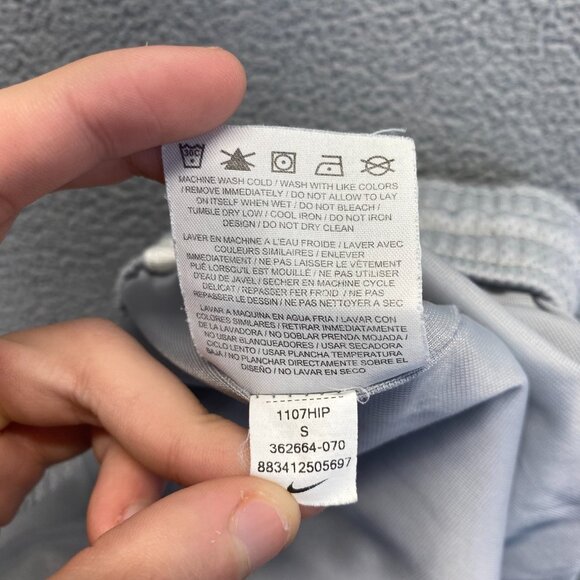 30C
MACHINE WASH COLD / WASH WITH LIKE COLORS
/ REMOVE IMMEDIATELY / DO NOT ALLOW TO LAY
ON ITSELF WHEN WET / DO NOT BLEACH /
TUMBLE DRY LOW / COOL IRON / DO NOT IRON
DESIGN / DO NOT DRY CLEAN
LAVER EN MACHINE A L'EAU FROIDE / LAVER AVEC
COULEURS SIMILAIRES / ENLEVER
IMMEDIATEMENT / NE PAS LAISSER LE VÊTEMENT
PLIÉ LORSQU'IL EST MOUILLÉ / NE PAS UTILISER
D'EAU DE JAVEL / SÉCHER EN MACHINE CYCLE
DELICAT / REPASSER FER FROID / NE PAS
REPASSER LE DESSIN / NE PAS NETTOYER A SEC
LAVAR A MAQUINA EN AGUA FRIA / LAVAR CON
COLORES SIMILARES / RETIRAR INMEDIATAMENTE
DE LA LAVADORA / NO DOBLAR PRENDA MOJADA /
NO USAR BLANQUEADORES / USAR SECADORA
CICLO LENTO / USAR PLANCHA TEMPERATURA
BAJA / NO PLANCHAR DIRECTAMENTE SOBRE EL
DISEÑO / NO LAVAR EN SECO
1107HIP
S
362664-070
883412505697